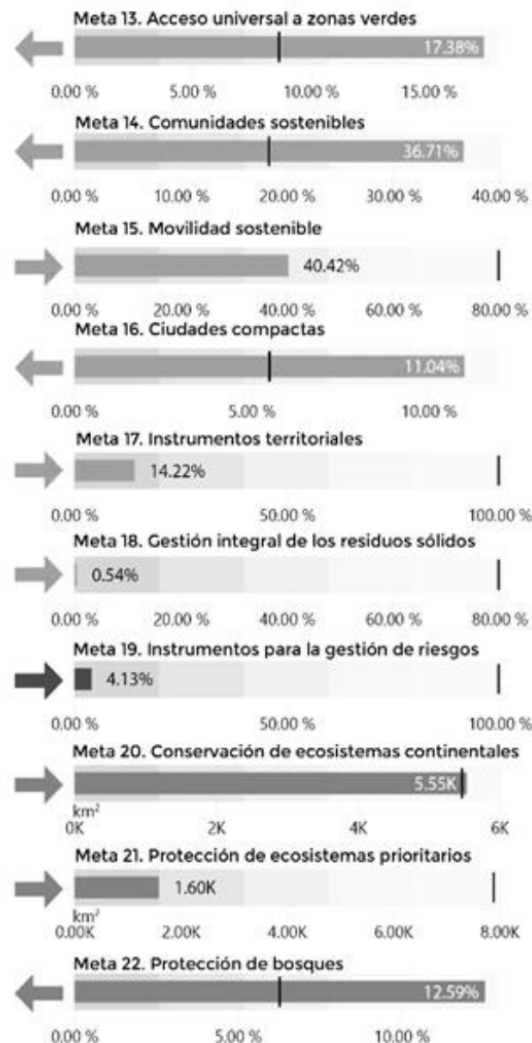 Meta 13. Acceso universal a zonas verdes
17.38%
0.00 % 5.00 % 10.00 % 15.00 %
Meta 14. Comunidades sostenibles
36.71%
0.00 % 10.00 % 20.00 % 30.00 % 40.00 %
Meta 15. Movilidad sostenible
40.42%
0.00 % 20.00 % 40.00 % 60.00 % 80.00 %
Meta 16. Ciudades compactas
11.04%
0.00 % 5.00 % 10.00 %
Meta 17. Instrumentos territoriales
14.22%
0.00 % 50.00 % 100.00 %
Meta 18. Gestión integral de los residuos sólidos
0.54%
0.00 % 20.00 % 40.00 % 60.00 % 80.00 %
Meta 19. Instrumentos para la gestión de riesgos
4.13%
0.00 % 50.00 % 100.00 %
Meta 20. Conservación de ecosistemas continentales
5.55K
km²
0K 2K 4K 6K
Meta 21. Protección de ecosistemas prioritarios
1.60K
km²
0.00K 2.00K 4.00K 6.00K 8.00K
Meta 22. Protección de bosques
12.59%
0.00 % 5.00 % 10.00 %